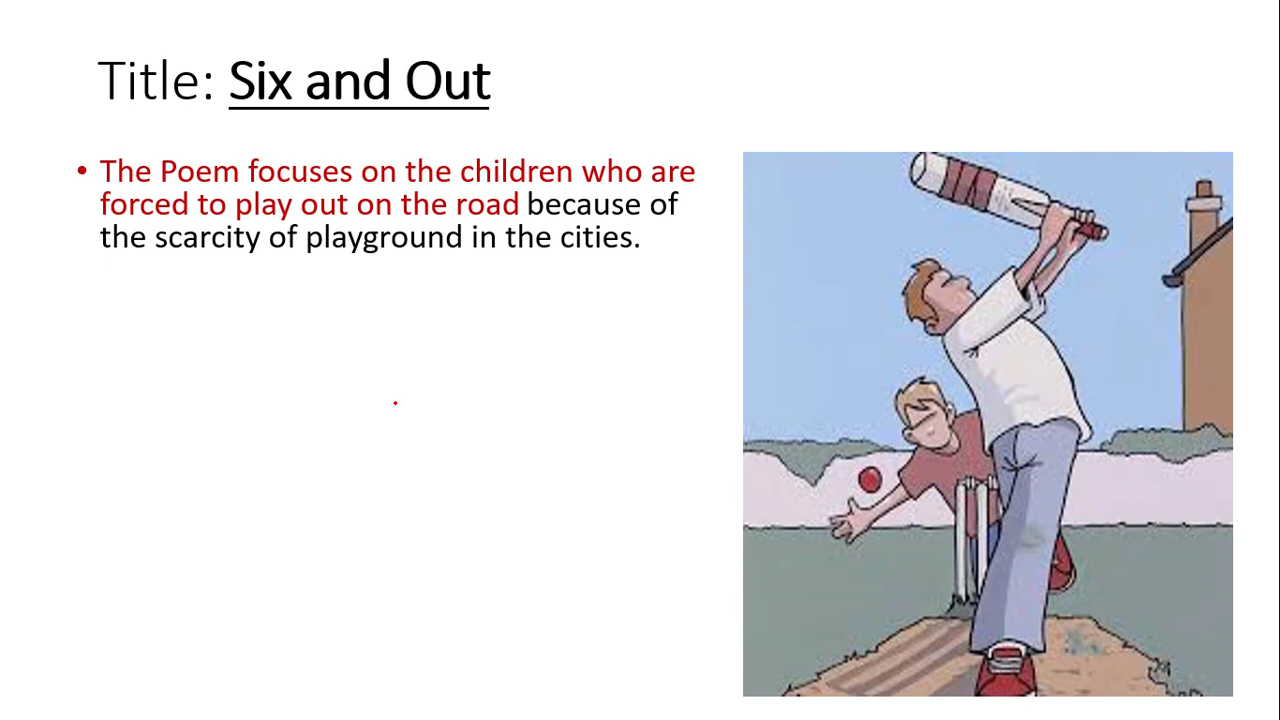 Title: Six and Out
• The Poem focuses on the children who are
forced to play out on the road because of
the scarcity of playground in the cities.